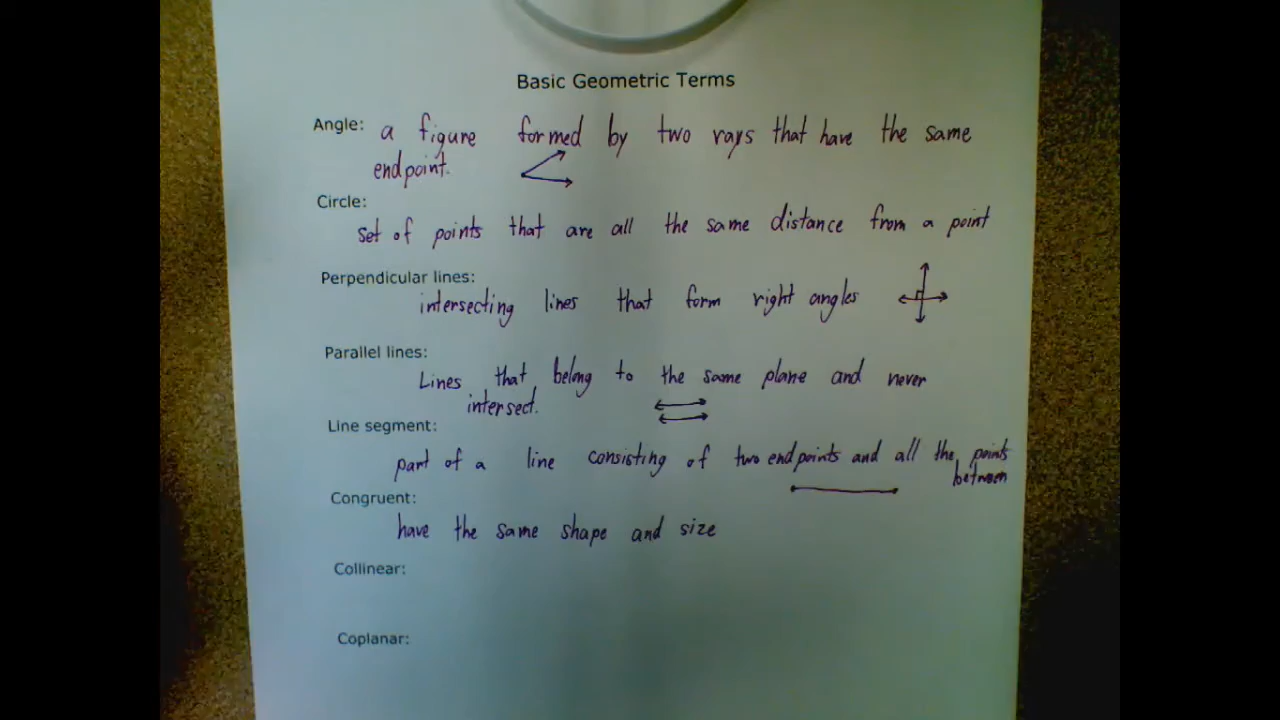 Basic Geometric Terms
Angle: a figure formed by two rays that have the same
endpoint.
Circle:
set of points that are all the same distance from a point
Perpendicular lines:
intersecting lines that form right angles
Parallel lines:
Lines that belong to the same plane and never
intersect.
Line segment:
part of a line consisting of two endpoints and all the points
between
Congruent:
have the same shape and size
Collinear:
Coplanar: